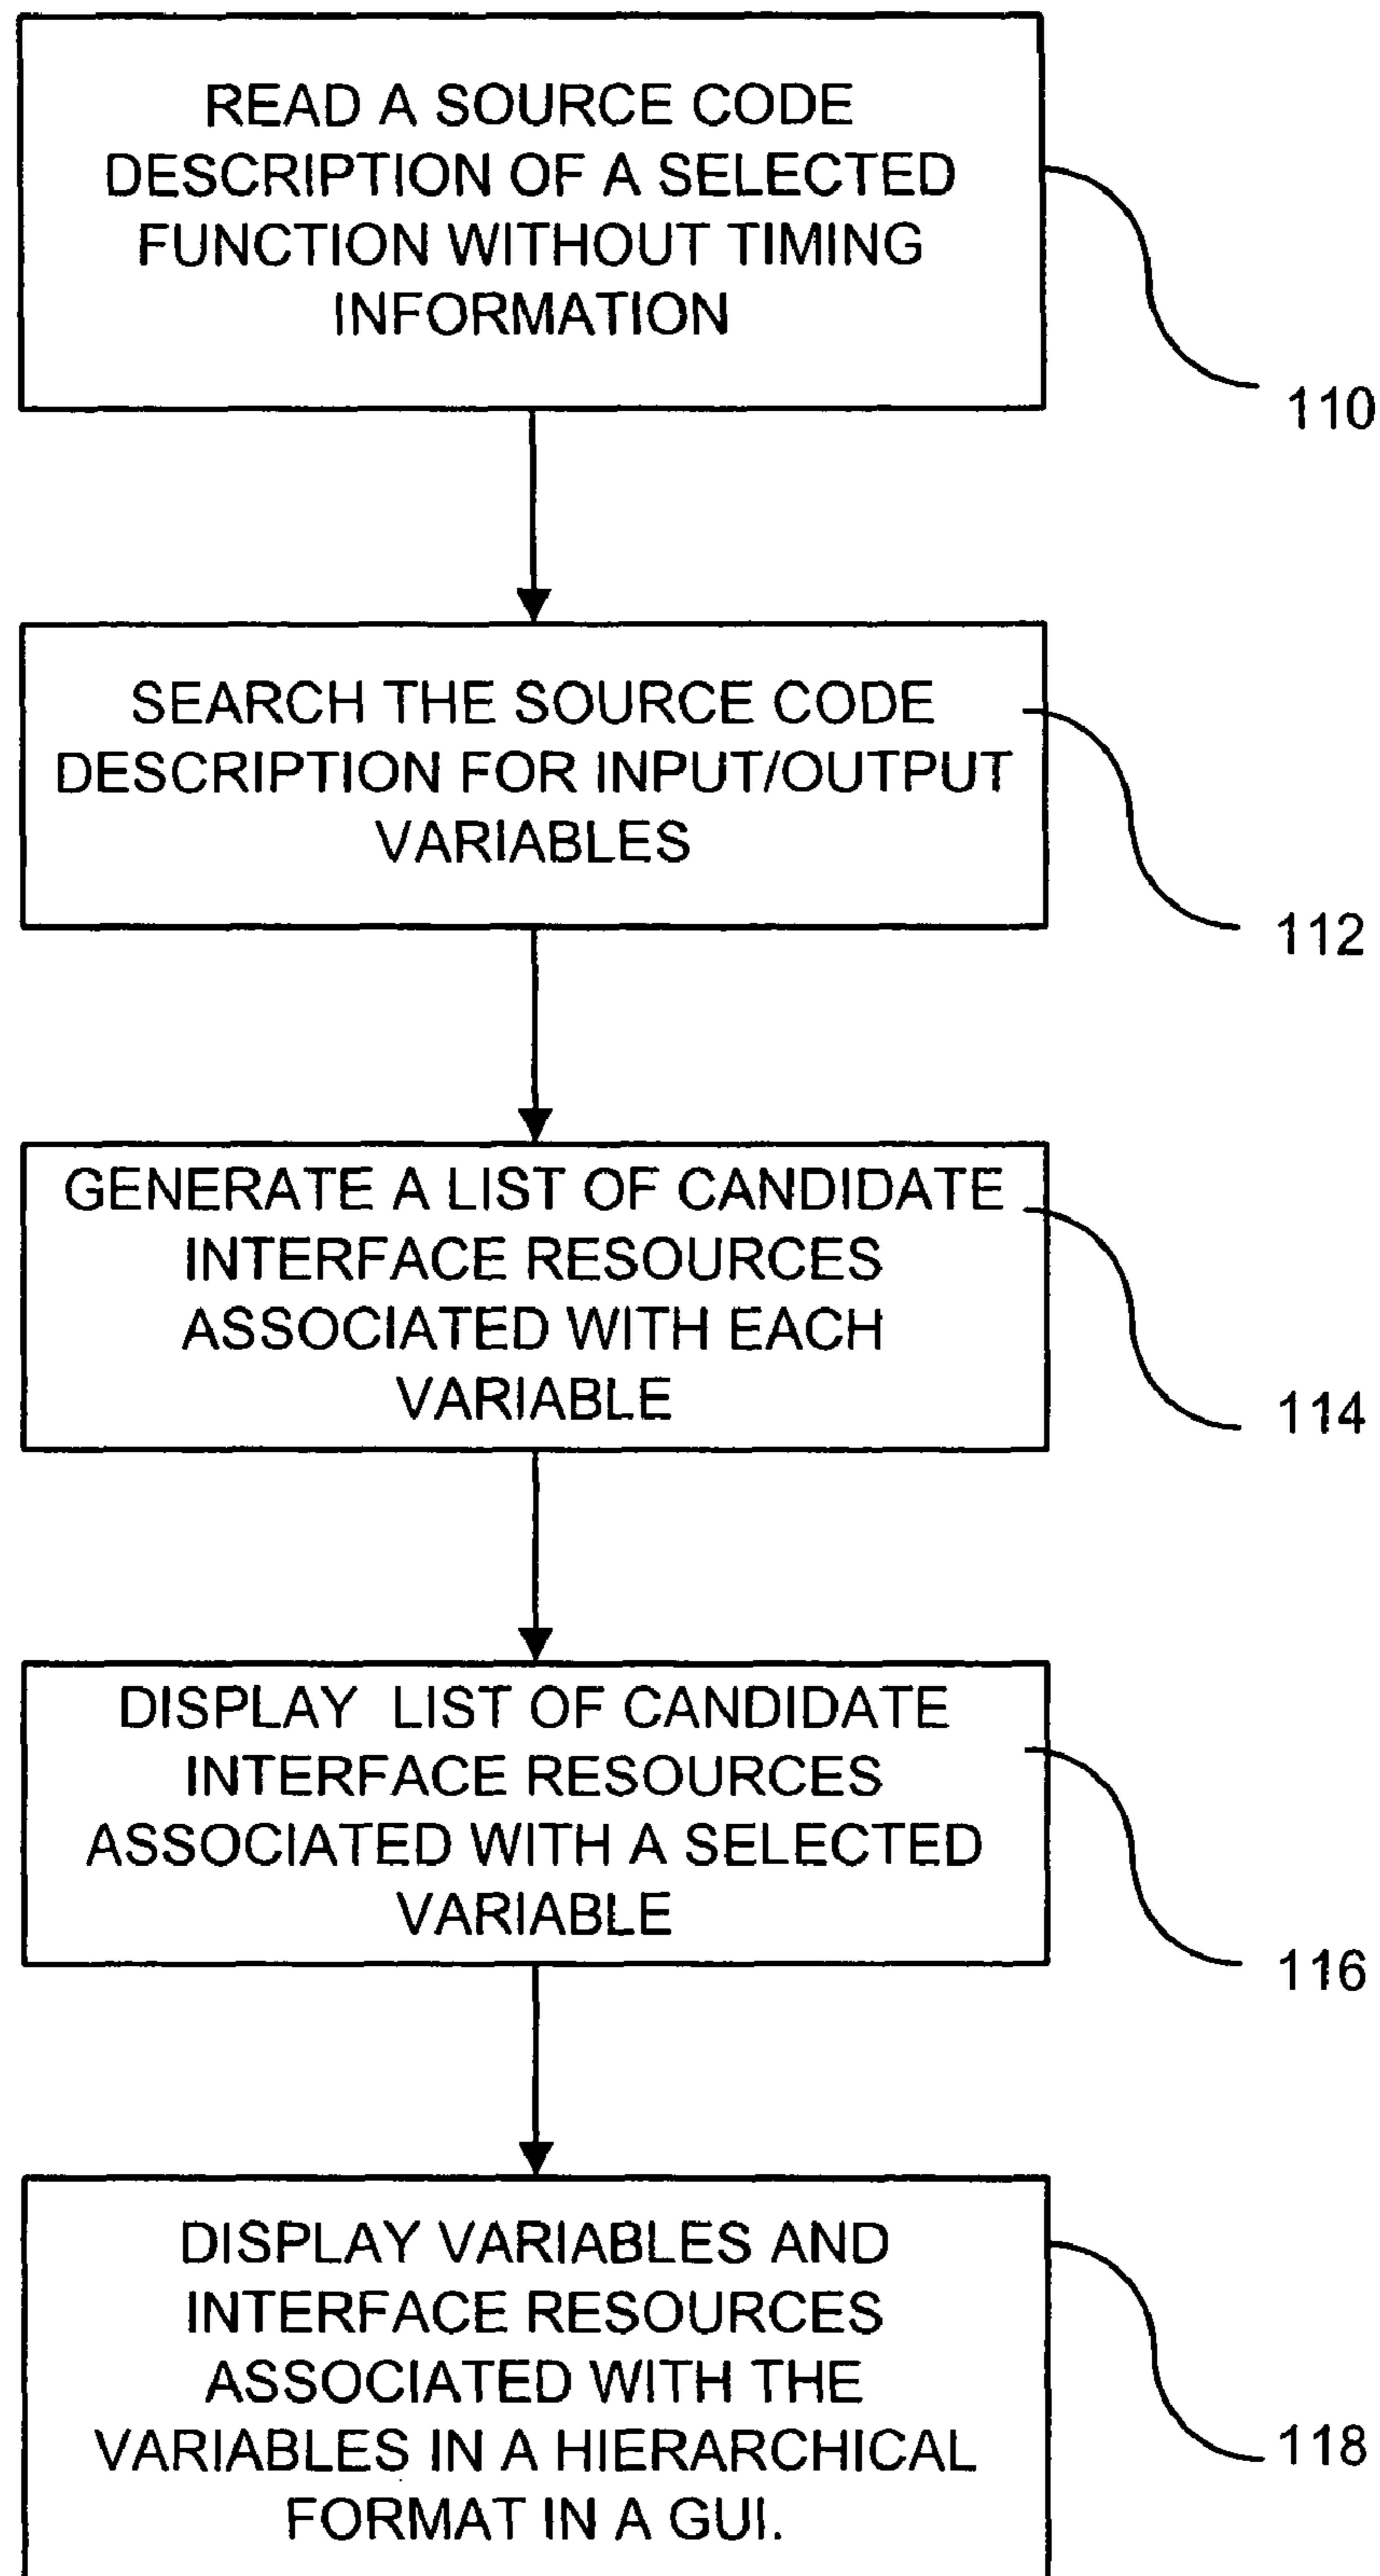 READ A SOURCE CODE
DESCRIPTION OF A SELECTED
FUNCTION WITHOUT TIMING
INFORMATION
110
SEARCH THE SOURCE CODE
DESCRIPTION FOR INPUT/OUTPUT
VARIABLES
112
GENERATE A LIST OF CANDIDATE
INTERFACE RESOURCES
ASSOCIATED WITH EACH
VARIABLE
114
DISPLAY LIST OF CANDIDATE
INTERFACE RESOURCES
ASSOCIATED WITH A SELECTED
VARIABLE
116
DISPLAY VARIABLES AND
INTERFACE RESOURCES
ASSOCIATED WITH THE
VARIABLES IN A HIERARCHICAL
FORMAT IN A GUI.
118